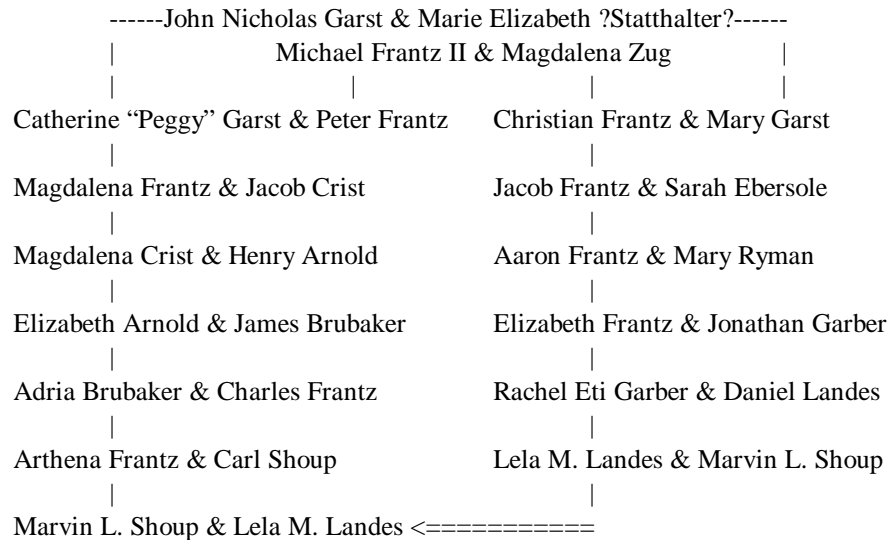 ------John Nicholas Garst & Marie Elizabeth ?Statthalter?------
| Michael Frantz II & Magdalena Zug |
| | | |
Catherine “Peggy” Garst & Peter Frantz Christian Frantz & Mary Garst
| |
Magdalena Frantz & Jacob Crist Jacob Frantz & Sarah Ebersole
| |
Magdalena Crist & Henry Arnold Aaron Frantz & Mary Ryman
| |
Elizabeth Arnold & James Brubaker Elizabeth Frantz & Jonathan Garber
| |
Adria Brubaker & Charles Frantz Rachel Eti Garber & Daniel Landes
| |
Arthena Frantz & Carl Shoup Lela M. Landes & Marvin L. Shoup
| |
Marvin L. Shoup & Lela M. Landes <===========